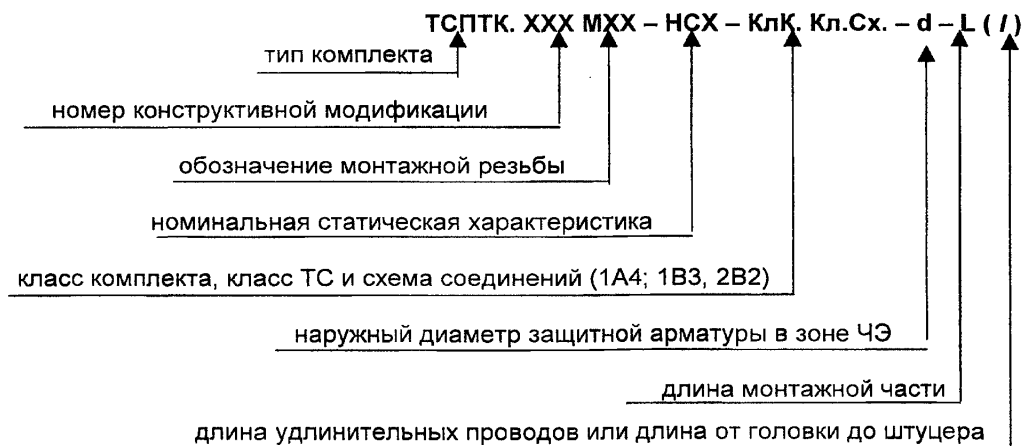 ТСПТК. ХХХ МХХ – НСХ – КлК. Кл.Сх. – d – L ( l )
тип комплекта
номер конструктивной модификации
обозначение монтажной резьбы
номинальная статическая характеристика
класс комплекта, класс ТС и схема соединений (1А4; 1В3, 2В2)
наружный диаметр защитной арматуры в зоне ЧЭ
длина монтажной части
длина удлинительных проводов или длина от головки до штуцера